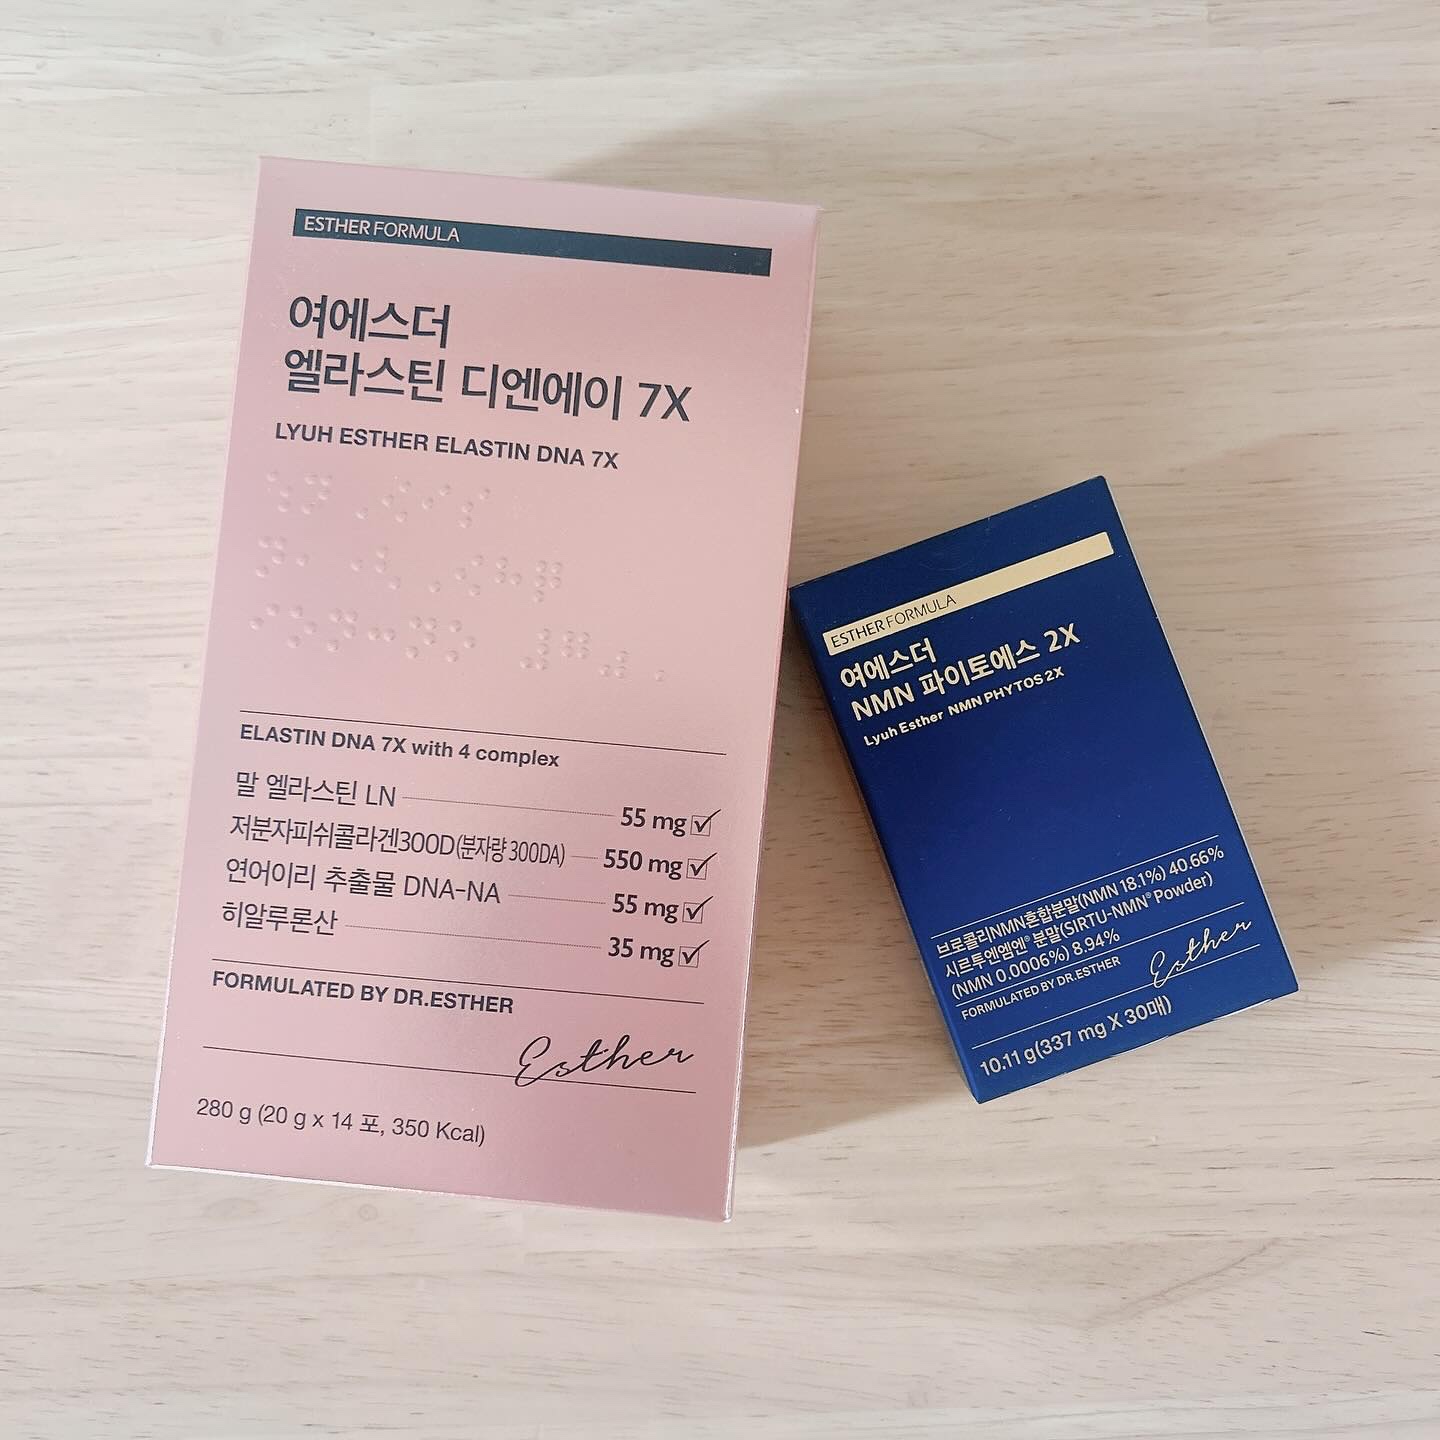 ESTHER FORMULA
여에스더
엘라스틴 디엔에이 7X
LYUH ESTHER ELASTIN DNA 7X
ELASTIN DNA 7X with 4 complex
말 엘라스틴 LN 55 mg
저분자피쉬콜라겐300D(분자량 300DA) 550 mg
연어이리 추출물 DNA-NA 55 mg
히알루론산 35 mg
FORMULATED BY DR.ESTHER
Esther
280 g (20 g x 14 포, 350 Kcal)
ESTHER FORMULA
여에스더
NMN 파이토에스 2X
Lyuh Esther NMN PHYTOS 2X
브로콜리NMN혼합분말(NMN 18.1%) 40.66%
시르투엔엠엔® 분말(SIRTU-NMN® Powder)
(NMN 0.0006%) 8.94%
FORMULATED BY DR.ESTHER
Esther
10.11 g(337 mg X 30매)